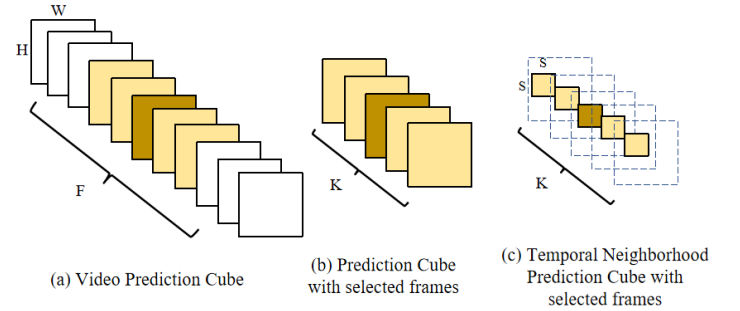 W
H
F
(a) Video Prediction Cube
K
(b) Prediction Cube
with selected frames
S
S
K
(c) Temporal Neighborhood
Prediction Cube with
selected frames